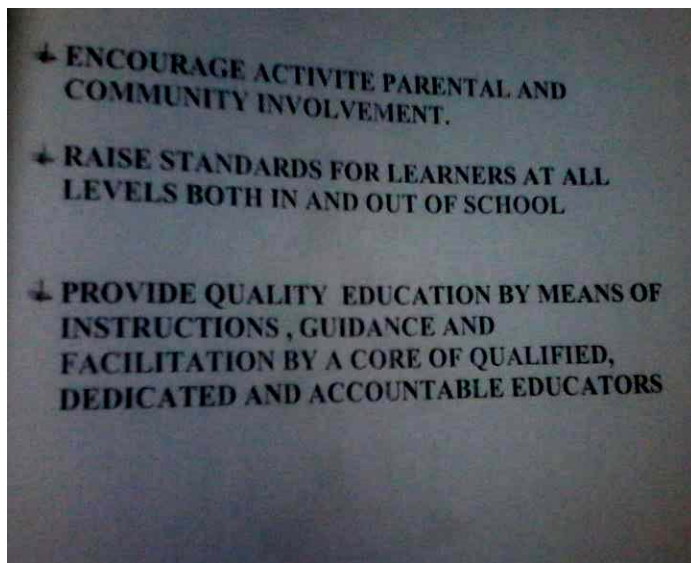 ENCOURAGE ACTIVITE PARENTAL AND
COMMUNITY INVOLVEMENT.
RAISE STANDARDS FOR LEARNERS AT ALL
LEVELS BOTH IN AND OUT OF SCHOOL
PROVIDE QUALITY EDUCATION BY MEANS OF
INSTRUCTIONS , GUIDANCE AND
FACILITATION BY A CORE OF QUALIFIED,
DEDICATED AND ACCOUNTABLE EDUCATORS